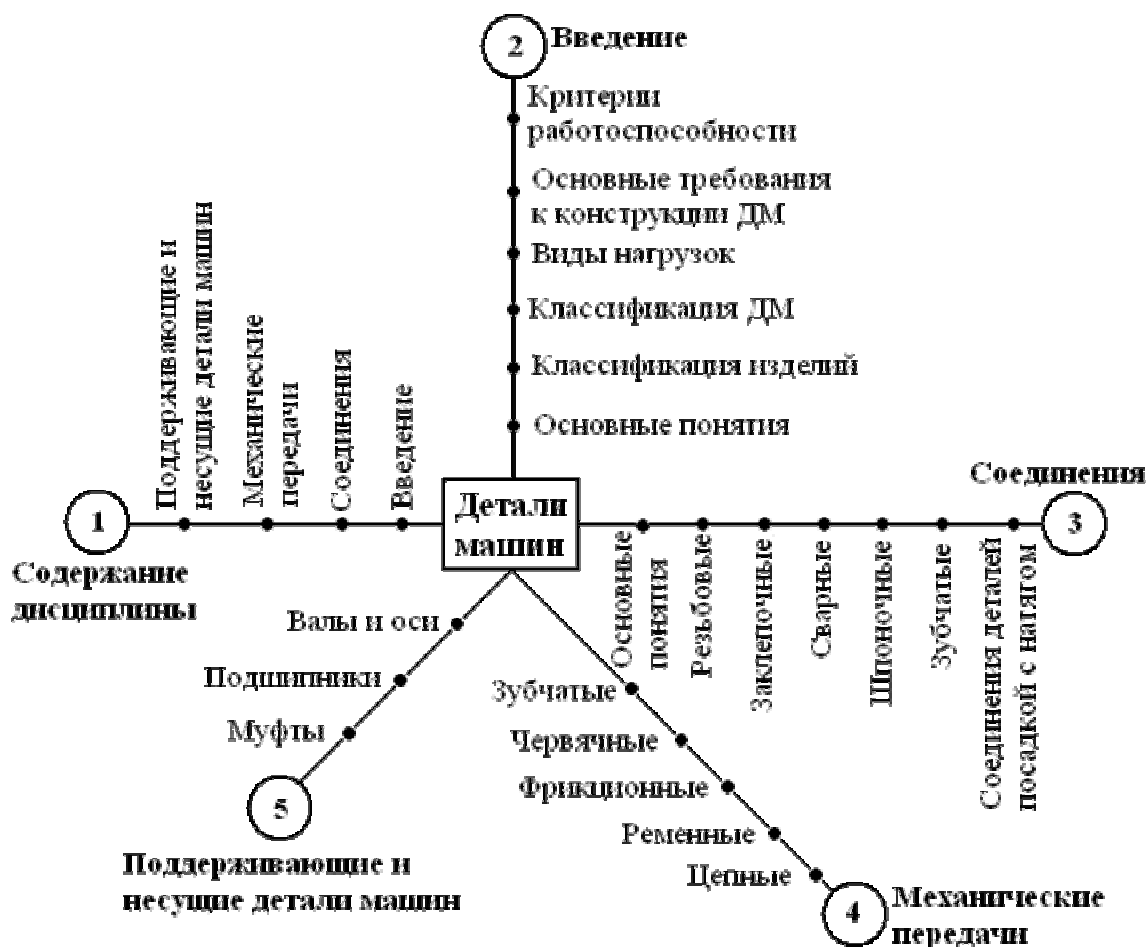 2
Введение
Критерии
работоспособности
Основные требования
к конструкции ДМ
Виды нагрузок
Классификация ДМ
Классификация изделий
Основные понятия
Поддерживающие и
несущие детали машин
Механические
передачи
Соединения
Введение
1
Содержание
дисциплины
Детали
машин
Соединения
3
Основные
понятия
Резьбовые
Заклепочные
Сварные
Шпоночные
Зубчатые
Соединения деталей
посадкой с натягом
Валы и оси
Подшипники
Муфты
5
Поддерживающие и
несущие детали машин
Зубчатые
Червячные
Фрикционные
Ременные
Цепные
4
Механические
передачи